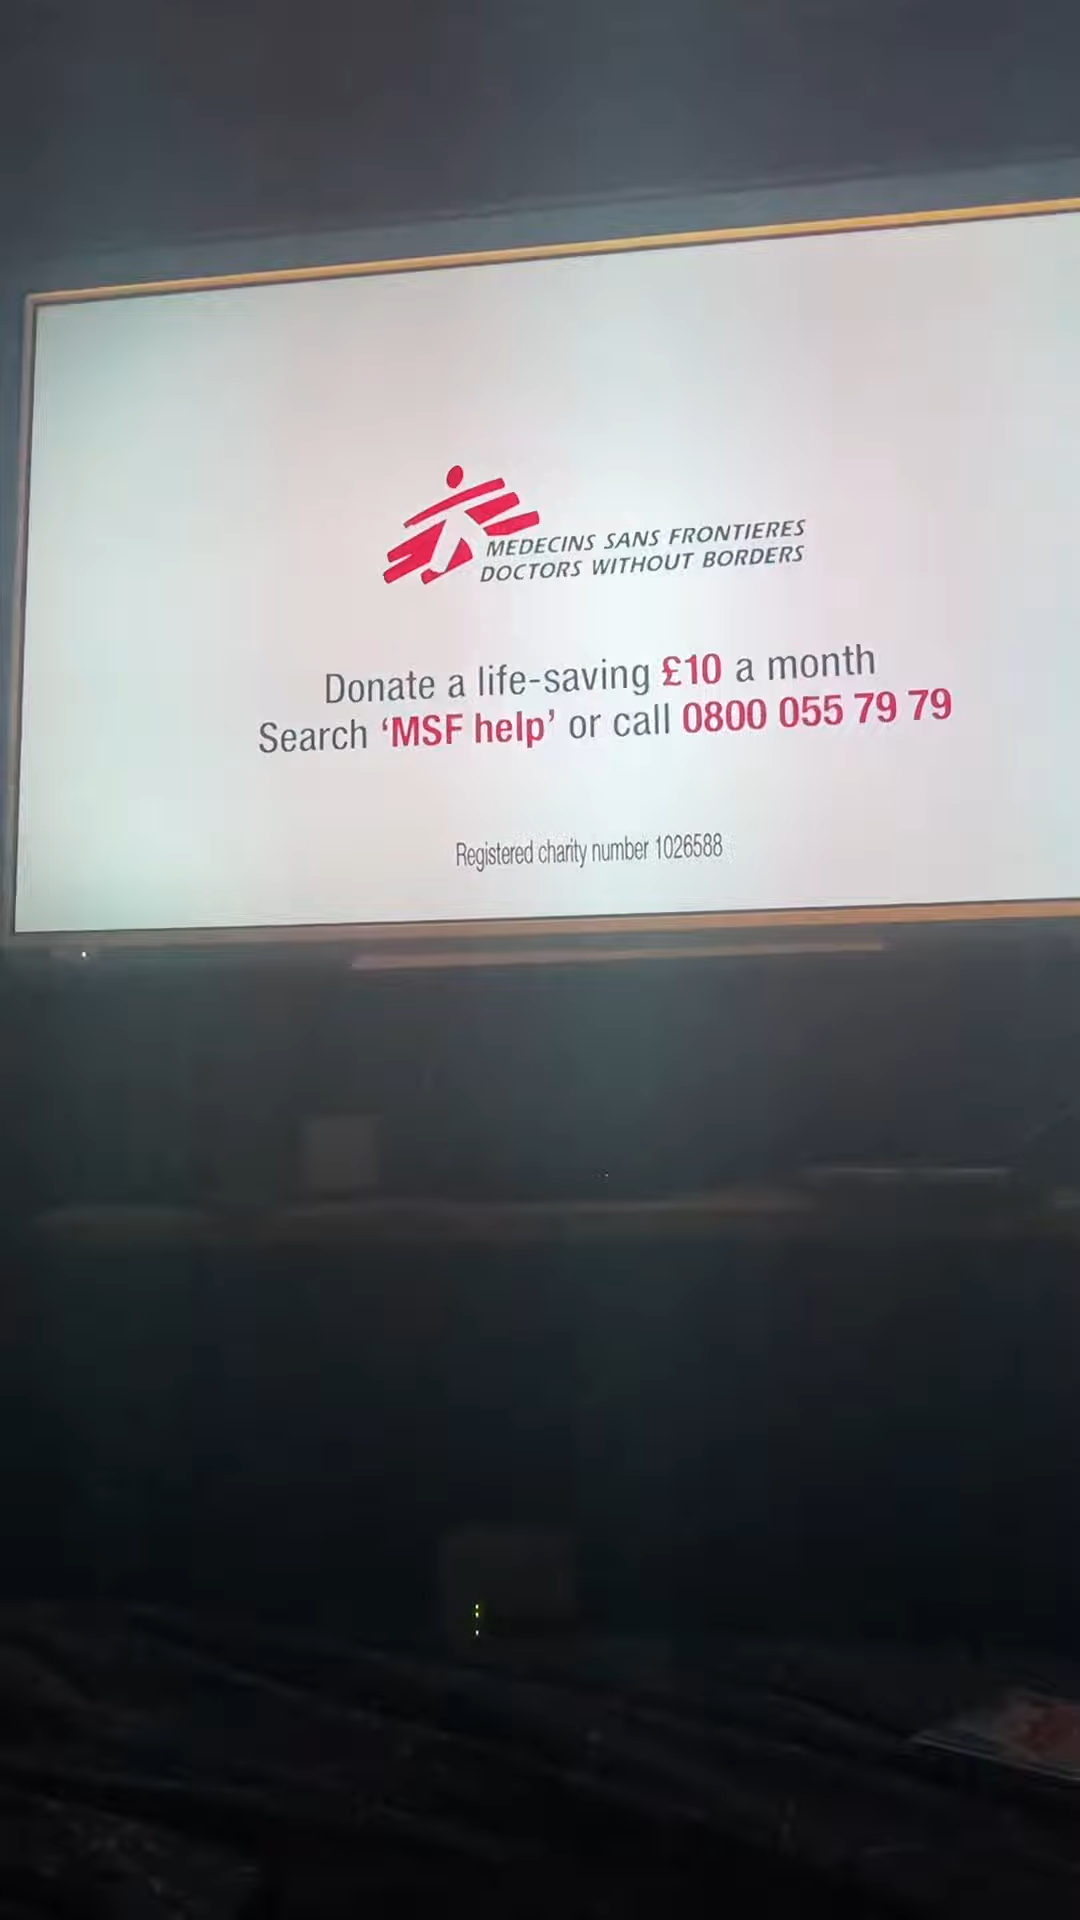 MEDECINS SANS FRONTIERES
DOCTORS WITHOUT BORDERS
Donate a life-saving £10 a month
Search ‘MSF help’ or call 0800 055 79 79
Registered charity number 1026588